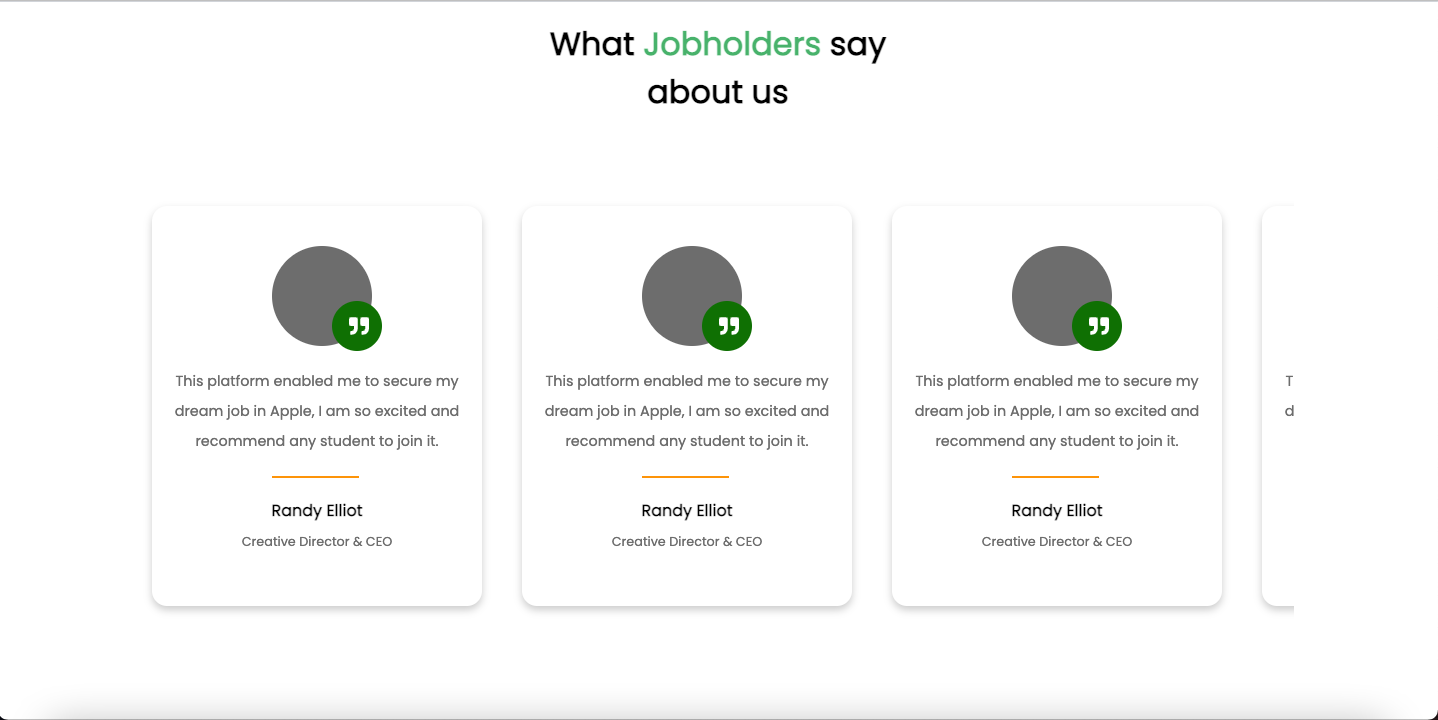 What Jobholders say
about us
This platform enabled me to secure my
dream job in Apple, I am so excited and
recommend any student to join it.
Randy Elliot
Creative Director & CEO
This platform enabled me to secure my
dream job in Apple, I am so excited and
recommend any student to join it.
Randy Elliot
Creative Director & CEO
This platform enabled me to secure my
dream job in Apple, I am so excited and
recommend any student to join it.
Randy Elliot
Creative Director & CEO
T
d